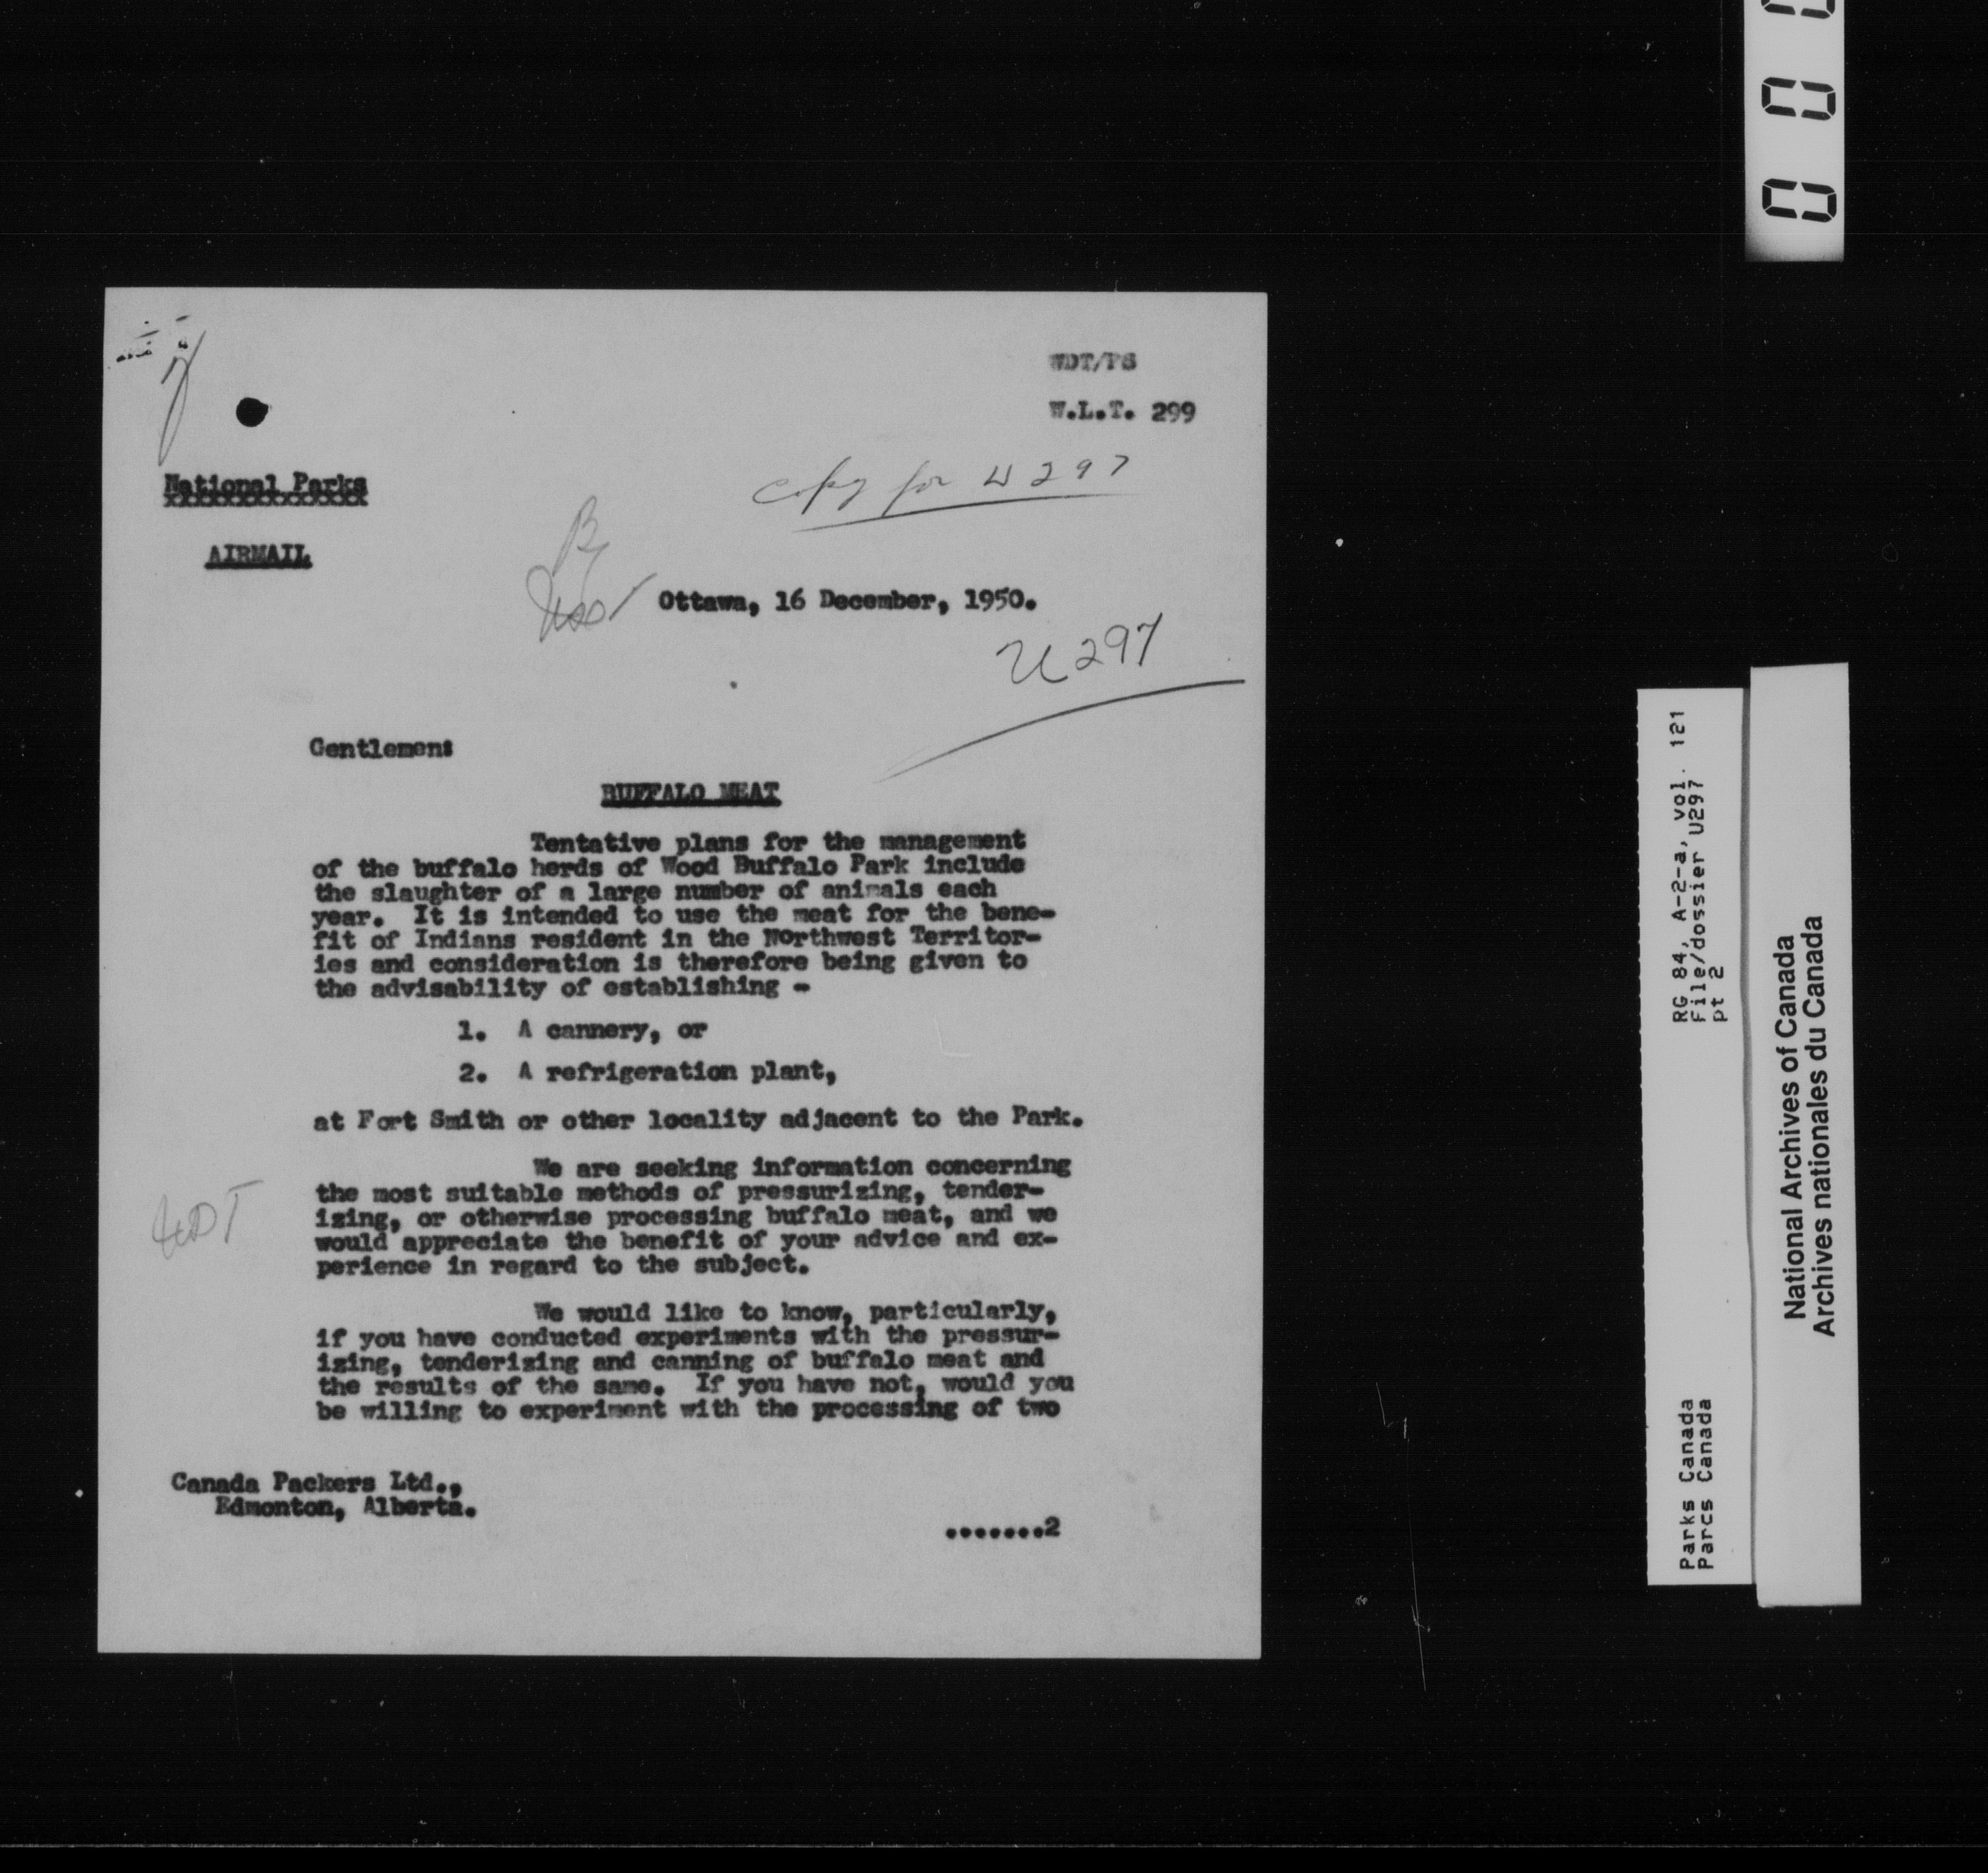 WDT/PS
W.L.T. 299
National Parks
copy for W 297
AIRMAIL
Ottawa, 16 December, 1950.
U297
Gentlemen:
BUFFALO MEAT
Tentative plans for the management
of the buffalo herds of Wood Buffalo Park include
the slaughter of a large number of animals each
year. It is intended to use the meat for the bene-
fit of Indians resident in the Northwest Territor-
ies and consideration is therefore being given to
the advisability of establishing -
1. A cannery, or
2. A refrigeration plant,
at Fort Smith or other locality adjacent to the Park.
We are seeking information concerning
the most suitable methods of pressurizing, tender-
izing, or otherwise processing buffalo meat, and we
would appreciate the benefit of your advice and ex-
perience in regard to the subject.
WDT
We would like to know, particularly,
if you have conducted experiments with the pressur-
izing, tenderizing and canning of buffalo meat and
the results of the same. If you have not, would you
be willing to experiment with the processing of two
Canada Packers Ltd.,
Edmonton, Alberta.
.......2
RG 84, A-2-a, vol. 121
File/dossier U297
pt 2
Parks Canada
Parcs Canada
National Archives of Canada
Archives nationales du Canada